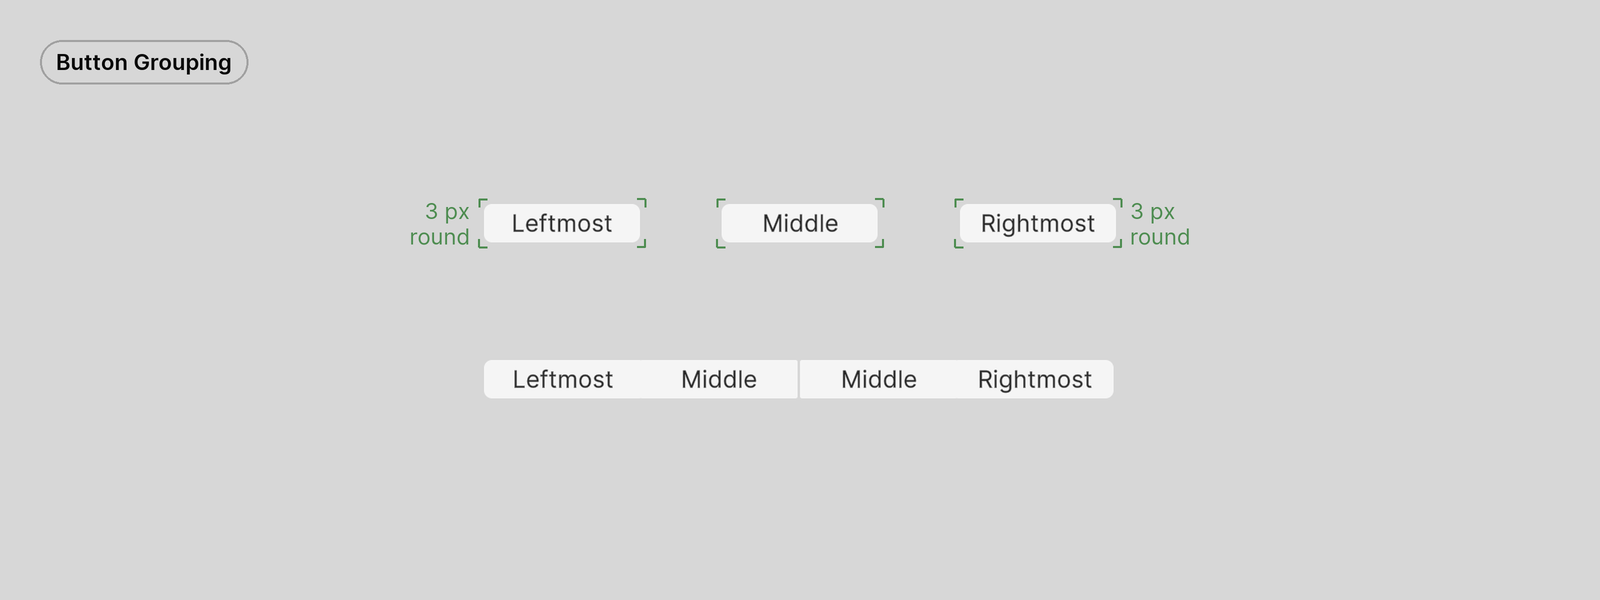 Button Grouping
3 px
round
Leftmost
Middle
Rightmost
3 px
round
Leftmost
Middle
Middle
Rightmost